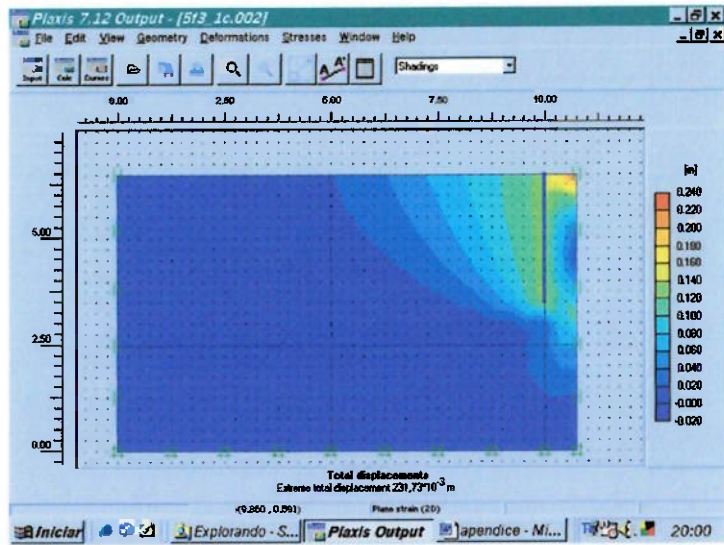 Plaxis 7.12 Output - [5f3_1c.002]
File Edit View Geometry Deformations Stresses Window Help
Input Calc Curves Shadings
0.00 2.50 5.00 7.50 10.00
[m]
0.240
0.220
0.200
0.180
0.160
0.140
0.120
0.100
0.080
0.060
0.040
0.020
-0.000
-0.020
5.00
2.50
0.00
Total displacements
Extreme total displacement 231,73*10-3 m
(9.860 , 0.591) Plane strain (2D)
Iniciar Explorando - S... Plaxis Output apendice - Mi... 20:00